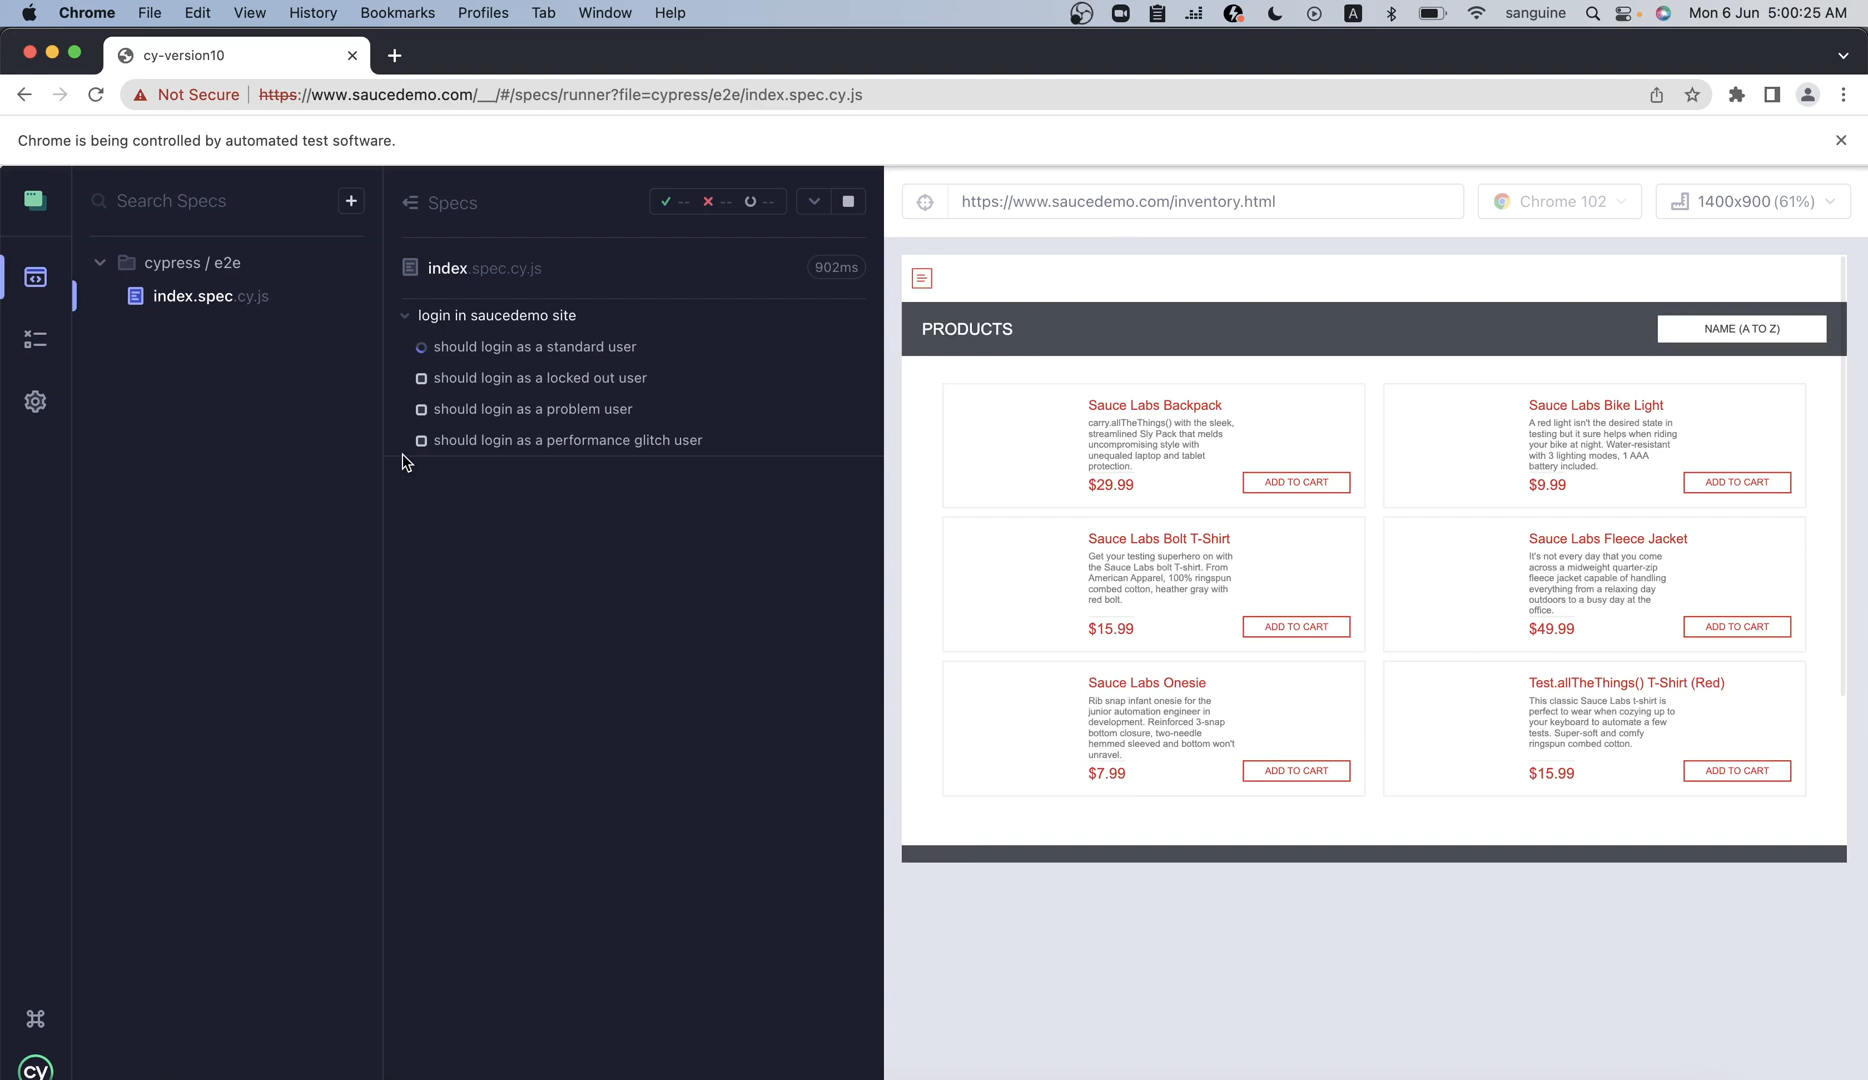 Chrome File Edit View History Bookmarks Profiles Tab Window Help A sanguine Mon 6 Jun 5:00:25 AM
cy-version10
Not Secure https://www.saucedemo.com/__/#/specs/runner?file=cypress/e2e/index.spec.cy.js
Chrome is being controlled by automated test software.
Search Specs
cypress / e2e
index.spec.cy.js
cy
Specs -- -- --
index.spec.cy.js 902ms
login in saucedemo site
should login as a standard user
should login as a locked out user
should login as a problem user
should login as a performance glitch user
https://www.saucedemo.com/inventory.html Chrome 102 1400x900 (61%)
PRODUCTS NAME (A TO Z)
Sauce Labs Backpack
carry.allTheThings() with the sleek,
streamlined Sly Pack that melds
uncompromising style with
unequaled laptop and tablet
protection.
$29.99 ADD TO CART
Sauce Labs Bike Light
A red light isn't the desired state in
testing but it sure helps when riding
your bike at night. Water-resistant
with 3 lighting modes, 1 AAA
battery included.
$9.99 ADD TO CART
Sauce Labs Bolt T-Shirt
Get your testing superhero on with
the Sauce Labs bolt T-shirt. From
American Apparel, 100% ringspun
combed cotton, heather gray with
red bolt.
$15.99 ADD TO CART
Sauce Labs Fleece Jacket
It's not every day that you come
across a midweight quarter-zip
fleece jacket capable of handling
everything from a relaxing day
outdoors to a busy day at the
office.
$49.99 ADD TO CART
Sauce Labs Onesie
Rib snap infant onesie for the
junior automation engineer in
development. Reinforced 3-snap
bottom closure, two-needle
hemmed sleeved and bottom won't
unravel.
$7.99 ADD TO CART
Test.allTheThings() T-Shirt (Red)
This classic Sauce Labs t-shirt is
perfect to wear when cozying up to
your keyboard to automate a few
tests. Super-soft and comfy
ringspun combed cotton.
$15.99 ADD TO CART